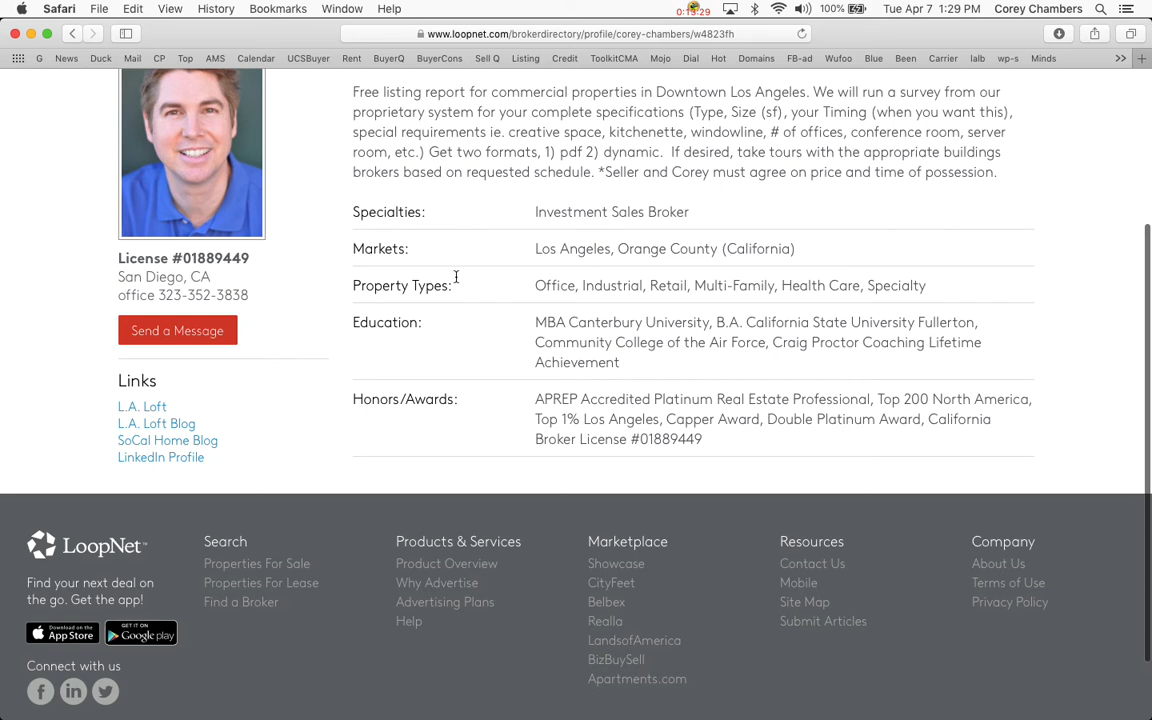 Safari File Edit View History Bookmarks Window Help 0:13:29 100% Tue Apr 7 1:29 PM Corey Chambers
www.loopnet.com/brokerdirectory/profile/corey-chambers/w4823fh
G News Duck Mail CP Top AMS Calendar UCSBuyer Rent BuyerQ BuyerCons Sell Q Listing Credit ToolkitCMA Mojo Dial Hot Domains FB-ad Wufoo Blue Been Carrier lalb wp-s Minds
Free listing report for commercial properties in Downtown Los Angeles. We will run a survey from our
proprietary system for your complete specifications (Type, Size (sf), your Timing (when you want this),
special requirements ie. creative space, kitchenette, windowline, # of offices, conference room, server
room, etc.) Get two formats, 1) pdf 2) dynamic. If desired, take tours with the appropriate buildings
brokers based on requested schedule. *Seller and Corey must agree on price and time of possession.
Specialties: Investment Sales Broker
Markets: Los Angeles, Orange County (California)
Property Types: Office, Industrial, Retail, Multi-Family, Health Care, Specialty
Education: MBA Canterbury University, B.A. California State University Fullerton,
Community College of the Air Force, Craig Proctor Coaching Lifetime
Achievement
Honors/Awards: APREP Accredited Platinum Real Estate Professional, Top 200 North America,
Top 1% Los Angeles, Capper Award, Double Platinum Award, California
Broker License #01889449
License #01889449
San Diego, CA
office 323-352-3838
Send a Message
Links
L.A. Loft
L.A. Loft Blog
SoCal Home Blog
LinkedIn Profile
LoopNet
Find your next deal on
the go. Get the app!
Download on the App Store GET IT ON Google play
Connect with us
Search
Properties For Sale
Properties For Lease
Find a Broker
Products & Services
Product Overview
Why Advertise
Advertising Plans
Help
Marketplace
Showcase
CityFeet
Belbex
Realla
LandsofAmerica
BizBuySell
Apartments.com
Resources
Contact Us
Mobile
Site Map
Submit Articles
Company
About Us
Terms of Use
Privacy Policy